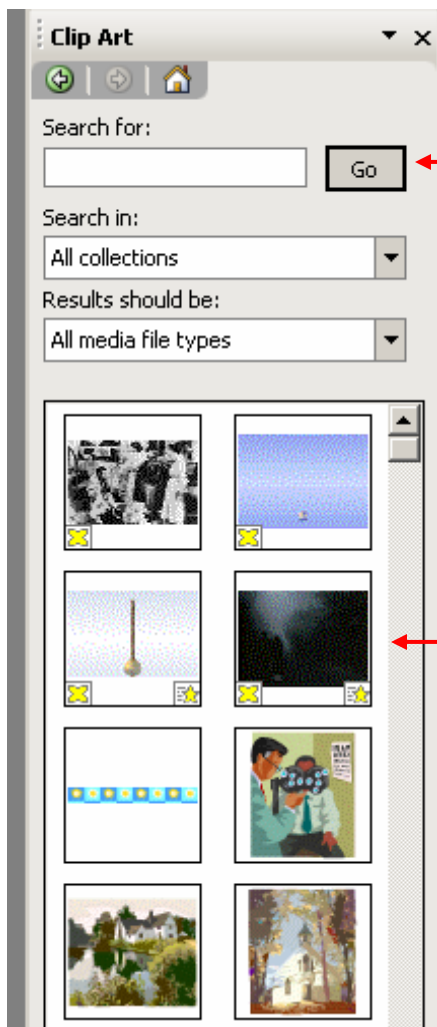 Clip Art
Search for:
Go
Search in:
All collections
Results should be:
All media file types